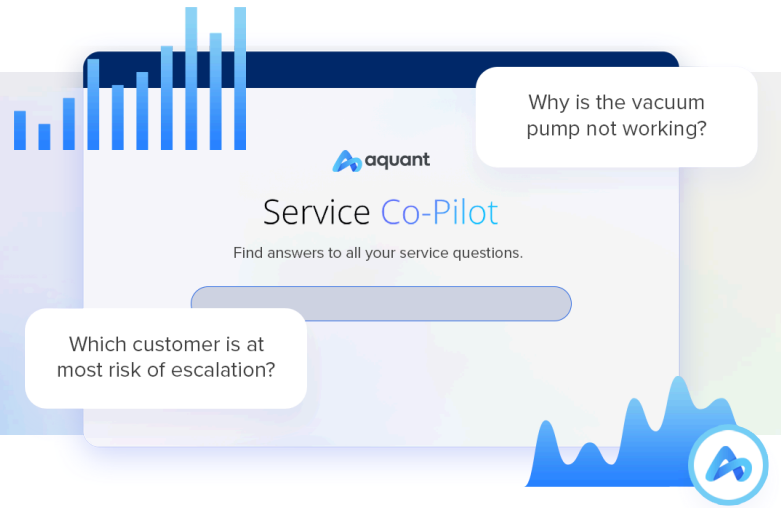 Why is the vacuum
pump not working?
aquant
Service Co-Pilot
Find answers to all your service questions.
Which customer is at
most risk of escalation?